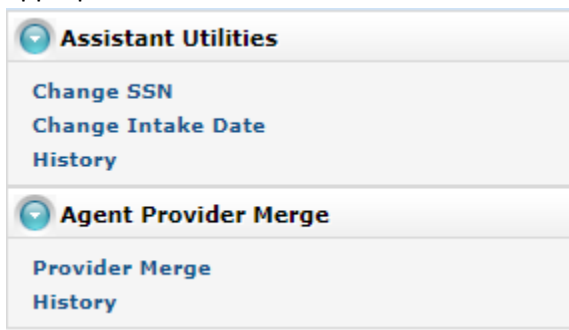 Assistant Utilities
Change SSN
Change Intake Date
History
Agent Provider Merge
Provider Merge
History